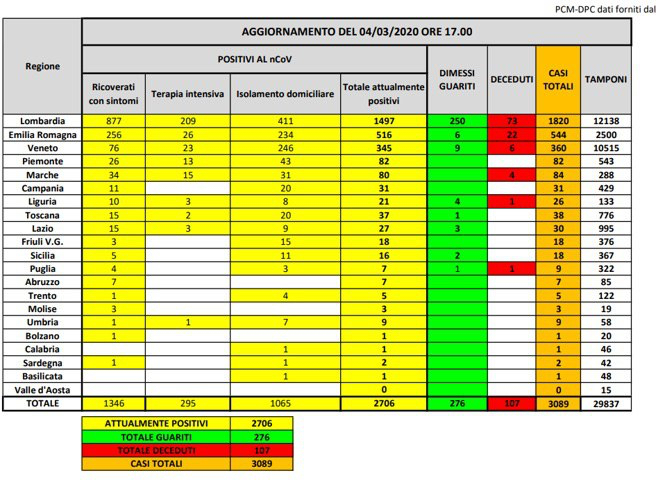 PCM-DPC dati forniti dal
AGGIORNAMENTO DEL 04/03/2020 ORE 17.00
Regione
POSITIVI AL nCoV
DIMESSI GUARITI
DECEDUTI
CASI TOTALI
TAMPONI
Ricoverati con sintomi
Terapia intensiva
Isolamento domiciliare
Totale attualmente positivi
Lombardia 877 209 411 1497 250 73 1820 12138
Emilia Romagna 256 26 234 516 6 22 544 2500
Veneto 76 23 246 345 9 6 360 10515
Piemonte 26 13 43 82 82 543
Marche 34 15 31 80 4 84 288
Campania 11 20 31 31 429
Liguria 10 3 8 21 4 1 26 133
Toscana 15 2 20 37 1 38 776
Lazio 15 3 9 27 3 30 995
Friuli V.G. 3 15 18 18 376
Sicilia 5 11 16 2 18 367
Puglia 4 3 7 1 1 9 322
Abruzzo 7 7 7 85
Trento 1 4 5 5 122
Molise 3 3 3 19
Umbria 1 1 7 9 9 58
Bolzano 1 1 1 20
Calabria 1 1 1 46
Sardegna 1 1 2 2 42
Basilicata 1 1 1 48
Valle d'Aosta 0 0 15
TOTALE 1346 295 1065 2706 276 107 3089 29837
ATTUALMENTE POSITIVI 2706
TOTALE GUARITI 276
TOTALE DECEDUTI 107
CASI TOTALI 3089